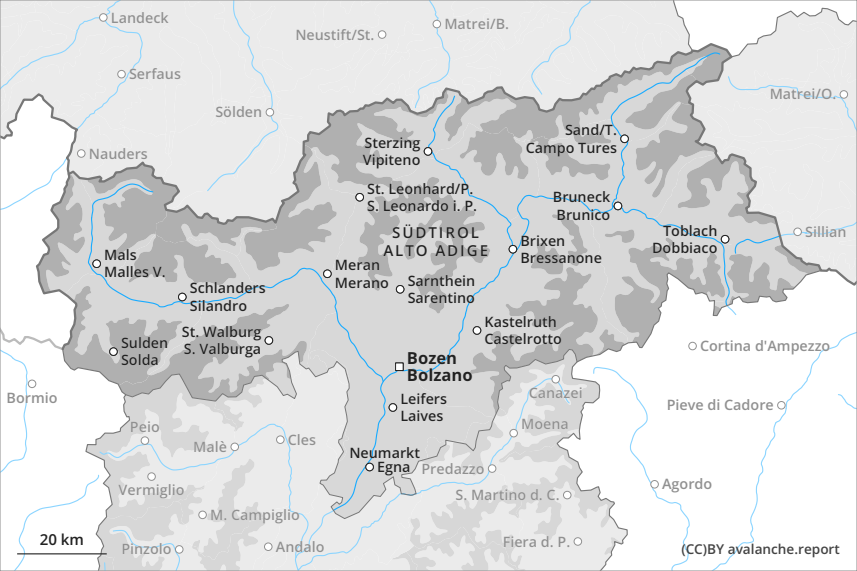 Landeck
Matrei/B.
Neustift/St.
Serfaus
Matrei/O.
Sölden
Sand/T.
Campo Tures
Sterzing
Vipiteno
Nauders
St. Leonhard/P.
S. Leonardo i. P.
Bruneck
Brunico
SÜDTIROL
ALTO ADIGE
Toblach
Dobbiaco
Sillian
Brixen
Bressanone
Mals
Malles V.
Meran
Merano
Sarnthein
Sarentino
Schlanders
Silandro
Kastelruth
Castelrotto
St. Walburg
S. Valburga
Sulden
Solda
Cortina d'Ampezzo
Bozen
Bolzano
Bormio
Canazei
Leifers
Laives
Pieve di Cadore
Peio
Moena
Malè
Cles
Neumarkt
Egna
Predazzo
Vermiglio
Agordo
S. Martino d. C.
M. Campiglio
20 km
Pinzolo
Andalo
Fiera d. P.
(CC)BY avalanche.report